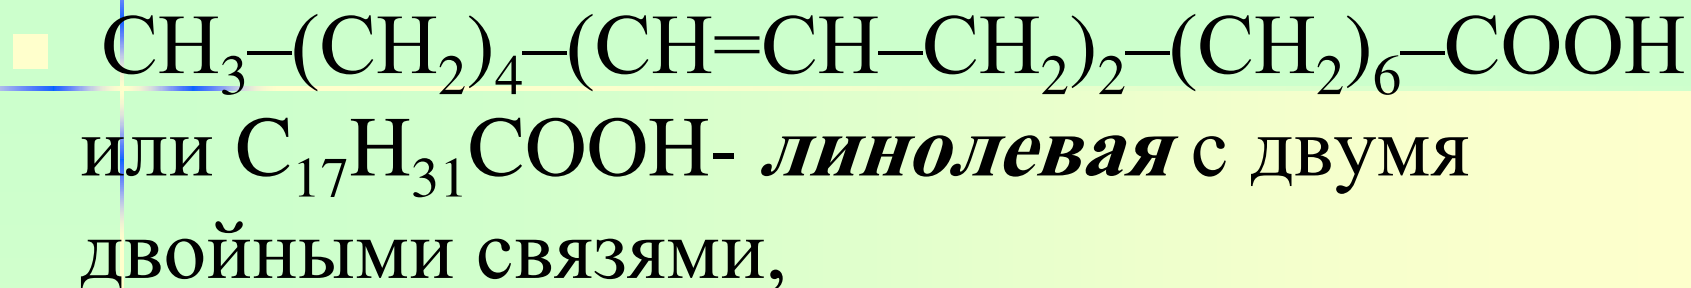 CH₃–(CH₂)₄–(CH=CH–CH₂)₂–(CH₂)₆–COOH
или C₁₇H₃₁COOH- линолевая с двумя
двойными связями,